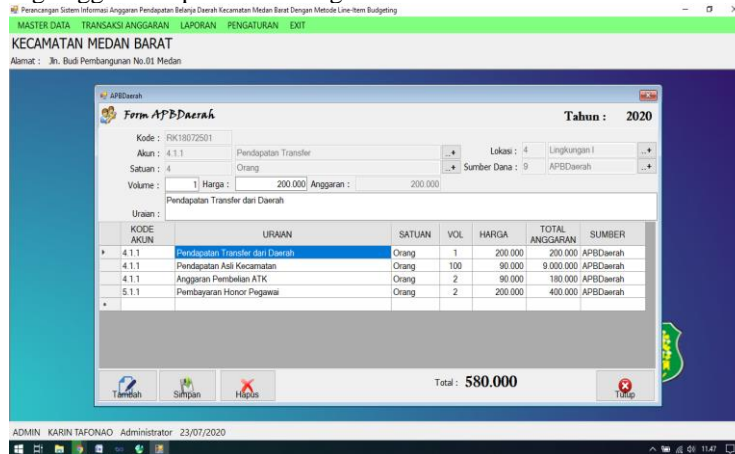 Perancangan Sistem Informasi Anggaran Pendapatan Belanja Daerah Kecamatan Medan Barat Dengan Metode Line-Item Budgeting
MASTER DATA TRANSAKSI ANGGARAN LAPORAN PENGATURAN EXIT
KECAMATAN MEDAN BARAT
Alamat : Jln. Budi Pembangunan No.01 Medan
APBDaerah
Form APBDaerah Tahun : 2020
Kode : RK18072501
Akun : 4.1.1 Pendapatan Transfer ..+ Lokasi : 4 Lingkungan I ..+
Satuan : 4 Orang ..+ Sumber Dana : 9 APBDaerah ..+
Volume : 1 Harga : 200.000 Anggaran : 200.000
Pendapatan Transfer dari Daerah
Uraian :
KODE AKUN URAIAN SATUAN VOL HARGA TOTAL ANGGARAN SUMBER
4.1.1 Pendapatan Transfer dari Daerah Orang 1 200.000 200.000 APBDaerah
4.1.1 Pendapatan Asli Kecamatan Orang 100 90.000 9.000.000 APBDaerah
4.1.1 Anggaran Pembelian ATK Orang 2 90.000 180.000 APBDaerah
5.1.1 Pembayaran Honor Pegawai Orang 2 200.000 400.000 APBDaerah
Tambah Simpan Hapus Total : 580.000 Tutup
ADMIN KARIN TAFONAO Administrator 23/07/2020
11.47